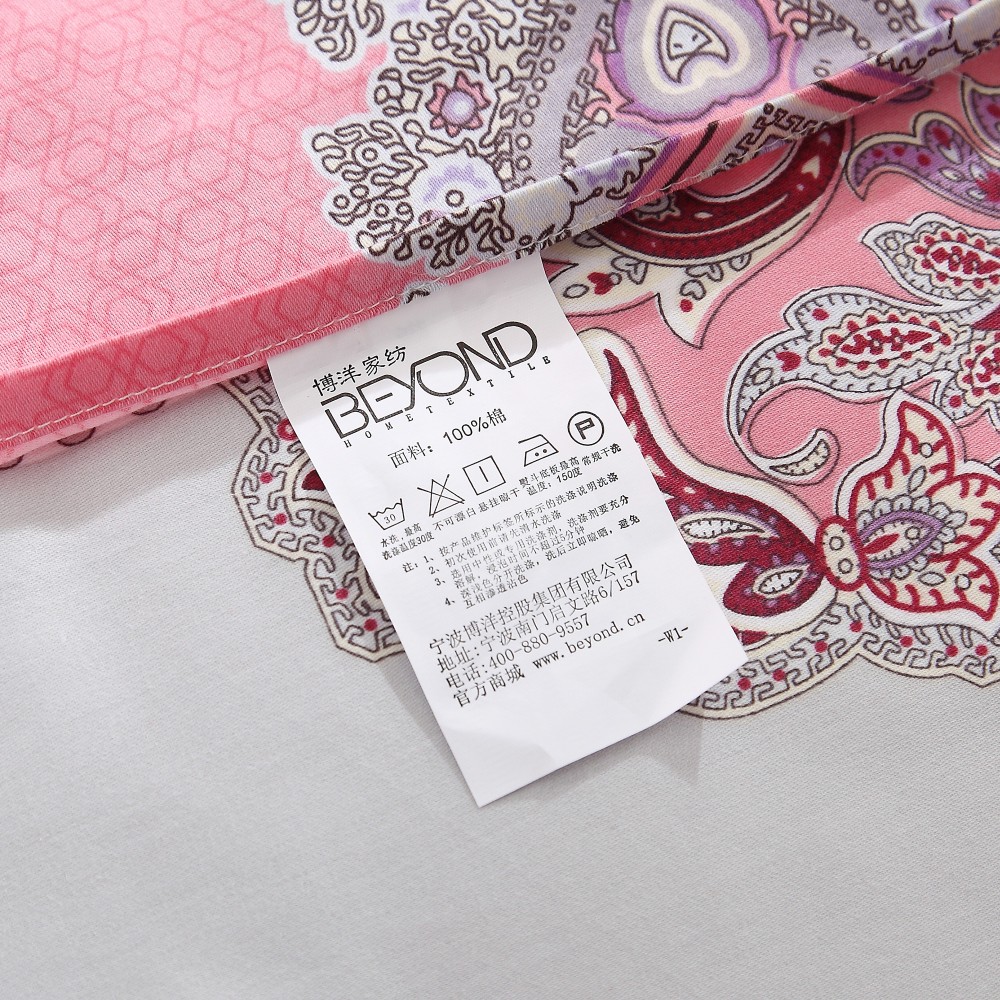 博洋家纺
BEYOND
HOMETEXTILE
面料: 100%棉
30
P
水洗,最高
洗涤温度30度
不可漂白
悬挂晾干
熨斗底板最高
温度: 150度
常规干洗
注: 1、按产品维护标签所标示的洗涤说明洗涤
2、初次使用前请先清水洗涤
3、选用中性或专用洗涤剂, 洗涤剂要充分
溶解, 浸泡时间不超过5分钟
4、深浅色分开洗涤, 洗后立即晾晒, 避免
互相渗透沾色
宁波博洋控股集团有限公司
地址:宁波南门启文路6/157
电话:400-880-9557
官方商城 www.beyond.cn
-W1-